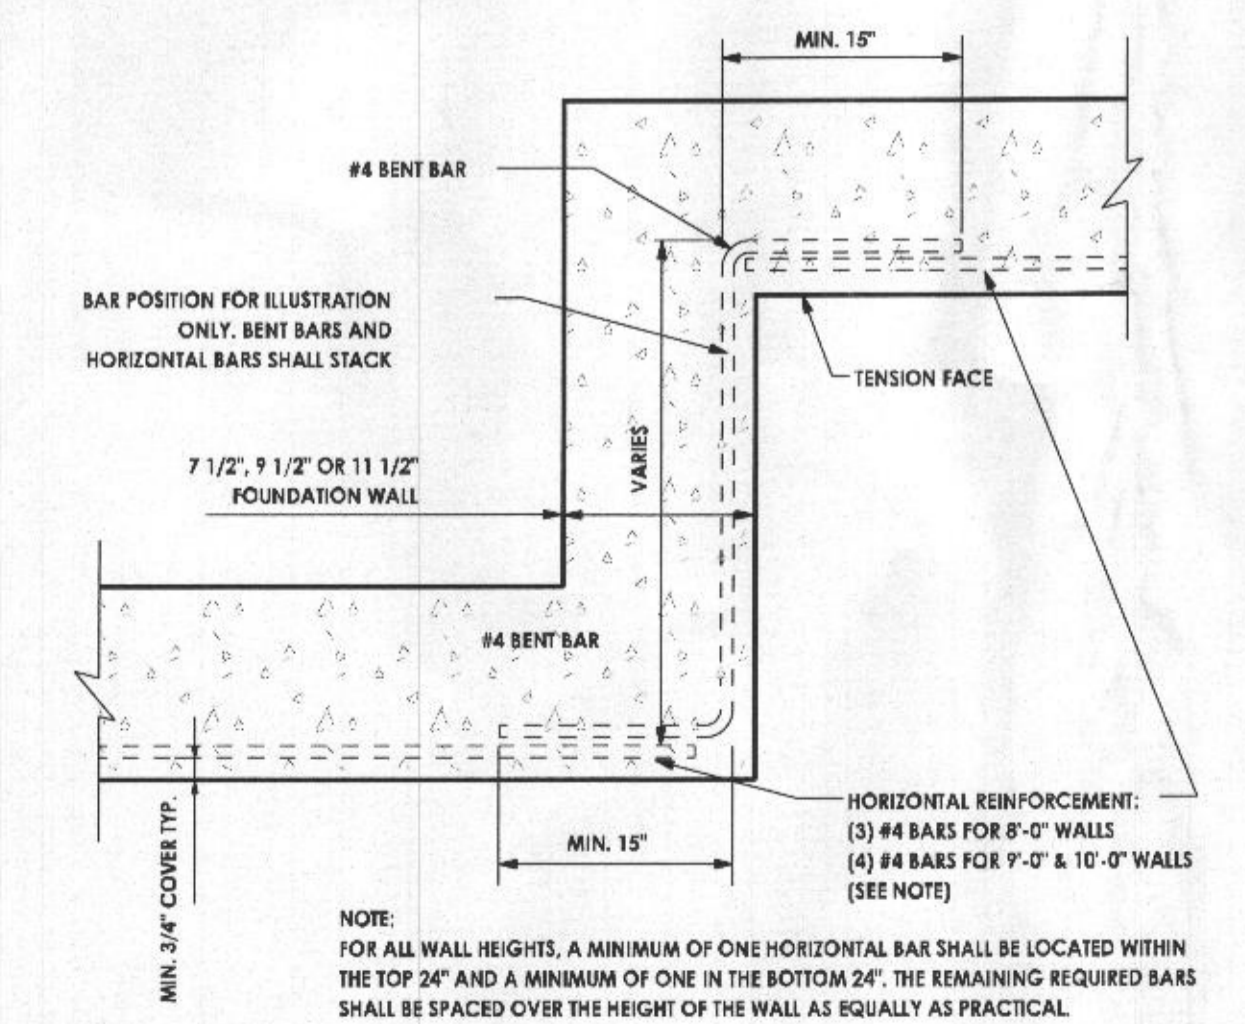 MIN. 15"
#4 BENT BAR
BAR POSITION FOR ILLUSTRATION
ONLY. BENT BARS AND
HORIZONTAL BARS SHALL STACK
TENSION FACE
VARIES
7 1/2", 9 1/2" OR 11 1/2"
FOUNDATION WALL
#4 BENT BAR
MIN. 3/4" COVER TYP.
MIN. 15"
HORIZONTAL REINFORCEMENT:
(3) #4 BARS FOR 8'-0" WALLS
(4) #4 BARS FOR 9'-0" & 10'-0" WALLS
(SEE NOTE)
NOTE:
FOR ALL WALL HEIGHTS, A MINIMUM OF ONE HORIZONTAL BAR SHALL BE LOCATED WITHIN
THE TOP 24" AND A MINIMUM OF ONE IN THE BOTTOM 24". THE REMAINING REQUIRED BARS
SHALL BE SPACED OVER THE HEIGHT OF THE WALL AS EQUALLY AS PRACTICAL.